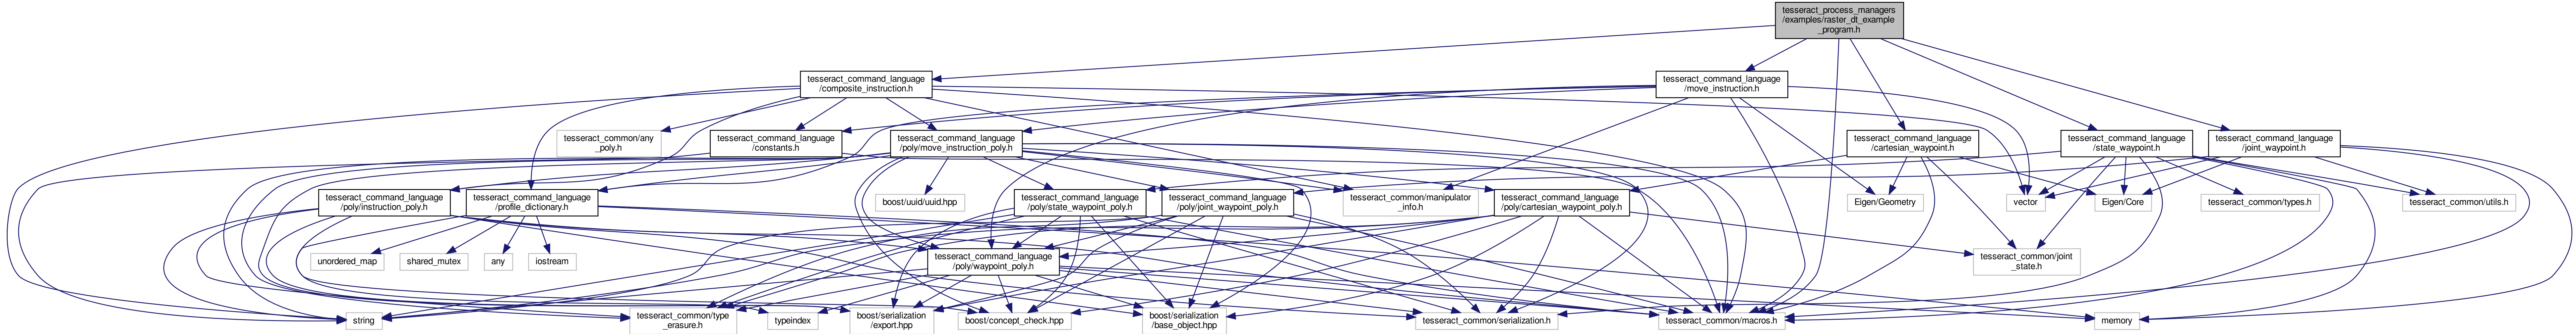 tesseract_process_managers
/examples/raster_dt_example
_program.h
tesseract_command_language
/composite_instruction.h
tesseract_command_language
/move_instruction.h
tesseract_common/any
_poly.h
tesseract_command_language
/constants.h
tesseract_command_language
/poly/move_instruction_poly.h
tesseract_command_language
/cartesian_waypoint.h
tesseract_command_language
/state_waypoint.h
tesseract_command_language
/joint_waypoint.h
tesseract_command_language
/poly/instruction_poly.h
tesseract_command_language
/profile_dictionary.h
boost/uuid/uuid.hpp
tesseract_command_language
/poly/state_waypoint_poly.h
tesseract_command_language
/poly/joint_waypoint_poly.h
tesseract_common/manipulator
_info.h
tesseract_command_language
/poly/cartesian_waypoint_poly.h
Eigen/Geometry
vector
Eigen/Core
tesseract_common/types.h
tesseract_common/utils.h
unordered_map
shared_mutex
any
iostream
tesseract_command_language
/poly/waypoint_poly.h
tesseract_common/joint
_state.h
string
tesseract_common/type
_erasure.h
typeindex
boost/serialization
/export.hpp
boost/concept_check.hpp
boost/serialization
/base_object.hpp
tesseract_common/serialization.h
tesseract_common/macros.h
memory